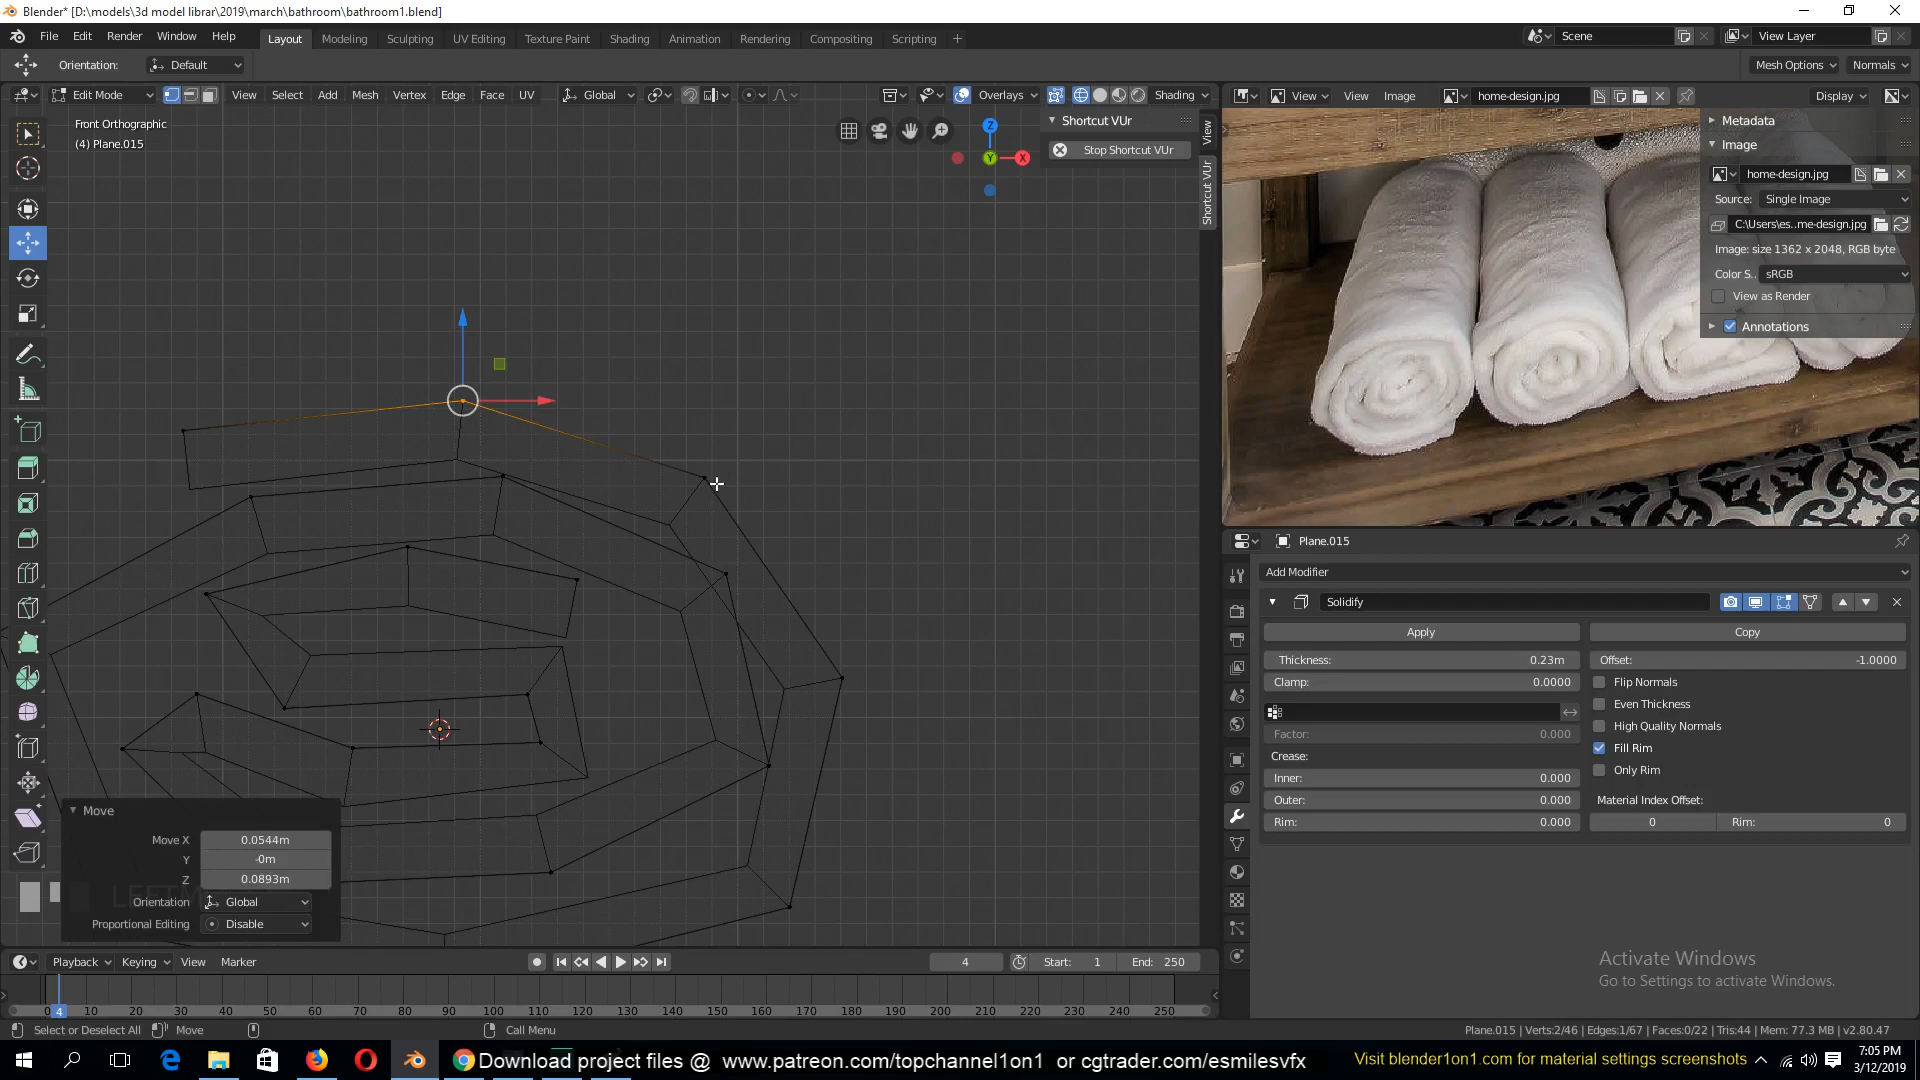 Blender* [D:\models\3d model librar\2019\march\bathroom\bathroom1.blend]
File Edit Render Window Help Layout Modeling Sculpting UV Editing Texture Paint Shading Animation Rendering Compositing Scripting + Scene View Layer
Orientation: Default Mesh Options Normals
Edit Mode View Select Add Mesh Vertex Edge Face UV Global Overlays Shading View View Image home-design.jpg Display
Front Orthographic
(4) Plane.015
Z
X
Y
Shortcut VUr
Stop Shortcut VUr
View
Shortcut VUr
Metadata
Image
home-design.jpg
Source: Single Image
C:\Users\es..me-design.jpg
Image: size 1362 x 2048, RGB byte
Color S.. sRGB
View as Render
Annotations
Plane.015
Add Modifier
Solidify
Apply Copy
Thickness: 0.23m Offset: -1.0000
Clamp: 0.0000 Flip Normals
Even Thickness
High Quality Normals
Factor: 0.000 Fill Rim
Crease: Only Rim
Inner: 0.000
Outer: 0.000 Material Index Offset:
Rim: 0.000 0 Rim: 0
Move
Move X 0.0544m
Y -0m
Z 0.0893m
Orientation Global
Proportional Editing Disable
Activate Windows
Go to Settings to activate Windows.
Playback Keying View Marker 4 Start: 1 End: 250
0 4 10 20 30 40 50 60 70 80 90 100 110 120 130 140 150 160 170 180 190 200 210 220 230 240 250
Select or Deselect All Move Call Menu Plane.015 | Verts:2/46 | Edges:1/67 | Faces:0/22 | Tris:44 | Mem: 77.3 MB | v2.80.47
Download project files @ www.patreon.com/topchannel1on1 or cgtrader.com/esmilesvfx Visit blender1on1.com for material settings screenshots
7:05 PM
3/12/2019